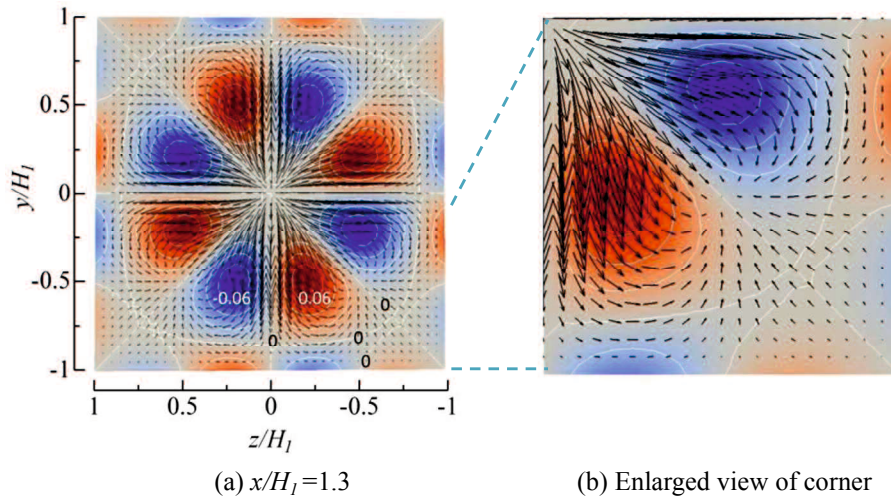 1
0.5
0
-0.5
-1
y/H₁
-0.06 0.06
0
0
0
0
1 0.5 0 -0.5 -1
z/H₁
(a) x/H₁=1.3
(b) Enlarged view of corner